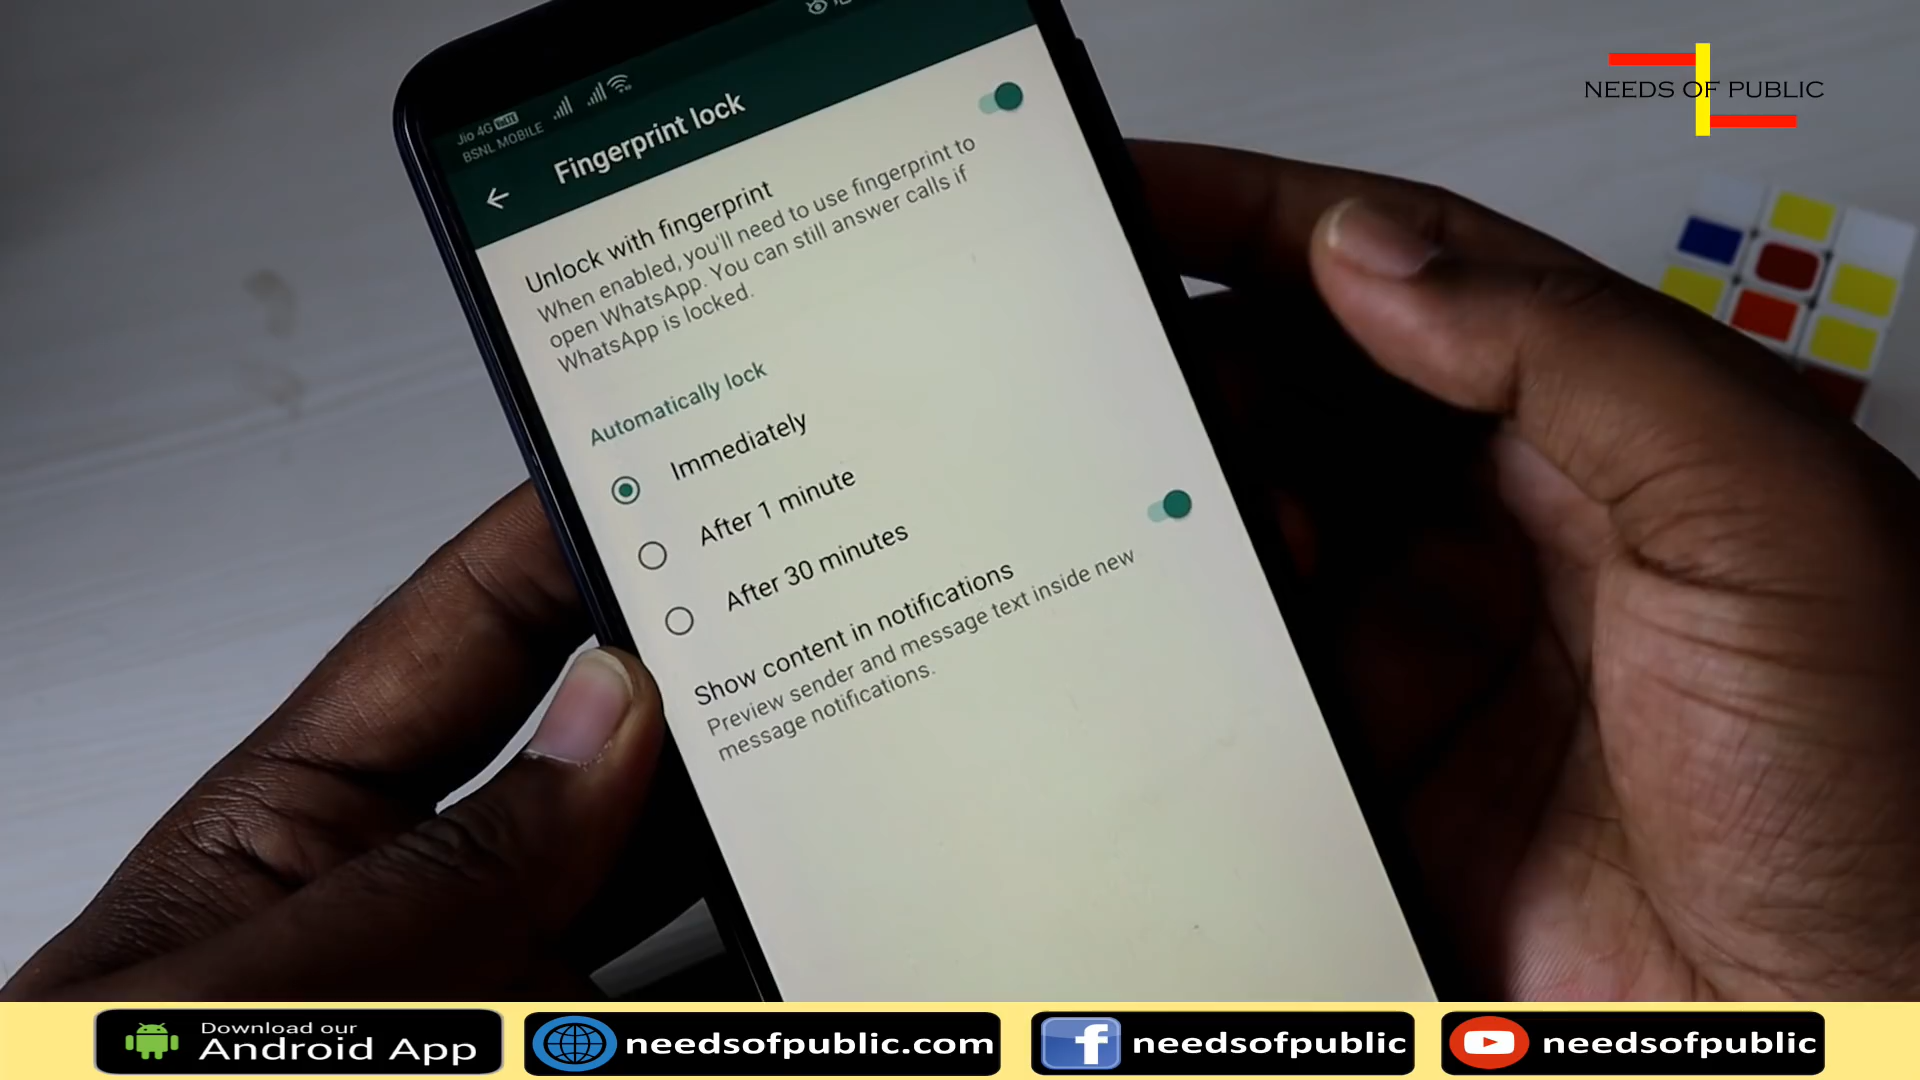 NEEDS OF PUBLIC
Jio 4G VoLTE
BSNL MOBILE
Fingerprint lock
Unlock with fingerprint
When enabled, you'll need to use fingerprint to
open WhatsApp. You can still answer calls if
WhatsApp is locked.
Automatically lock
Immediately
After 1 minute
After 30 minutes
Show content in notifications
Preview sender and message text inside new
message notifications.
Download our
Android App
needsofpublic.com
needsofpublic
needsofpublic